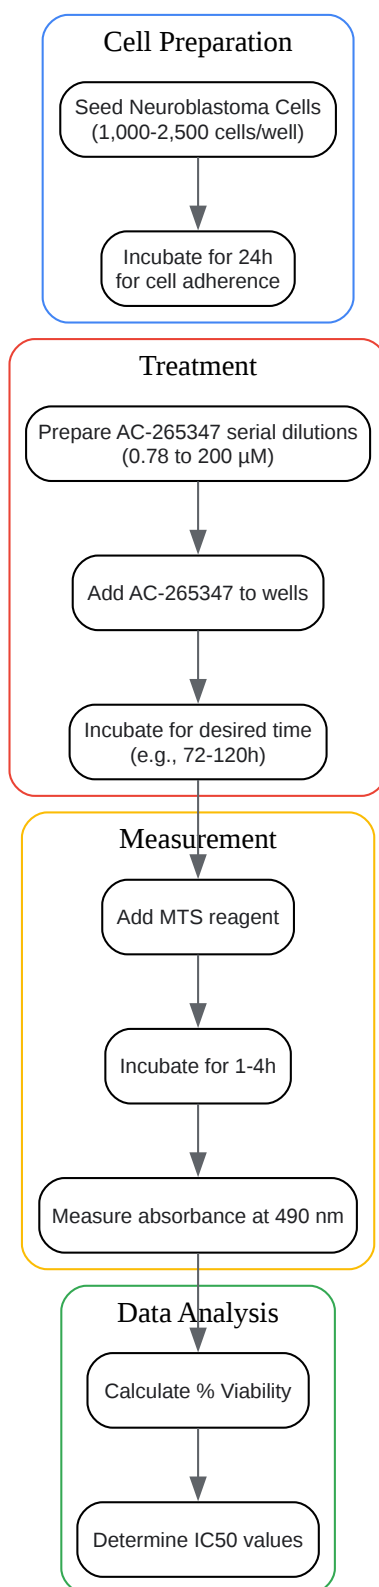 Cell Preparation
Seed Neuroblastoma Cells
(1,000-2,500 cells/well)
Incubate for 24h
for cell adherence
Treatment
Prepare AC-265347 serial dilutions
(0.78 to 200 µM)
Add AC-265347 to wells
Incubate for desired time
(e.g., 72-120h)
Measurement
Add MTS reagent
Incubate for 1-4h
Measure absorbance at 490 nm
Data Analysis
Calculate % Viability
Determine IC50 values